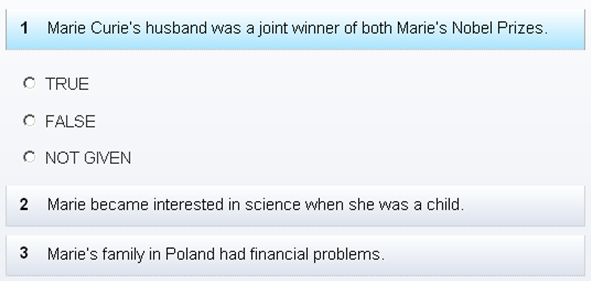 1 Marie Curie's husband was a joint winner of both Marie's Nobel Prizes.
TRUE
FALSE
NOT GIVEN
2 Marie became interested in science when she was a child.
3 Marie's family in Poland had financial problems.